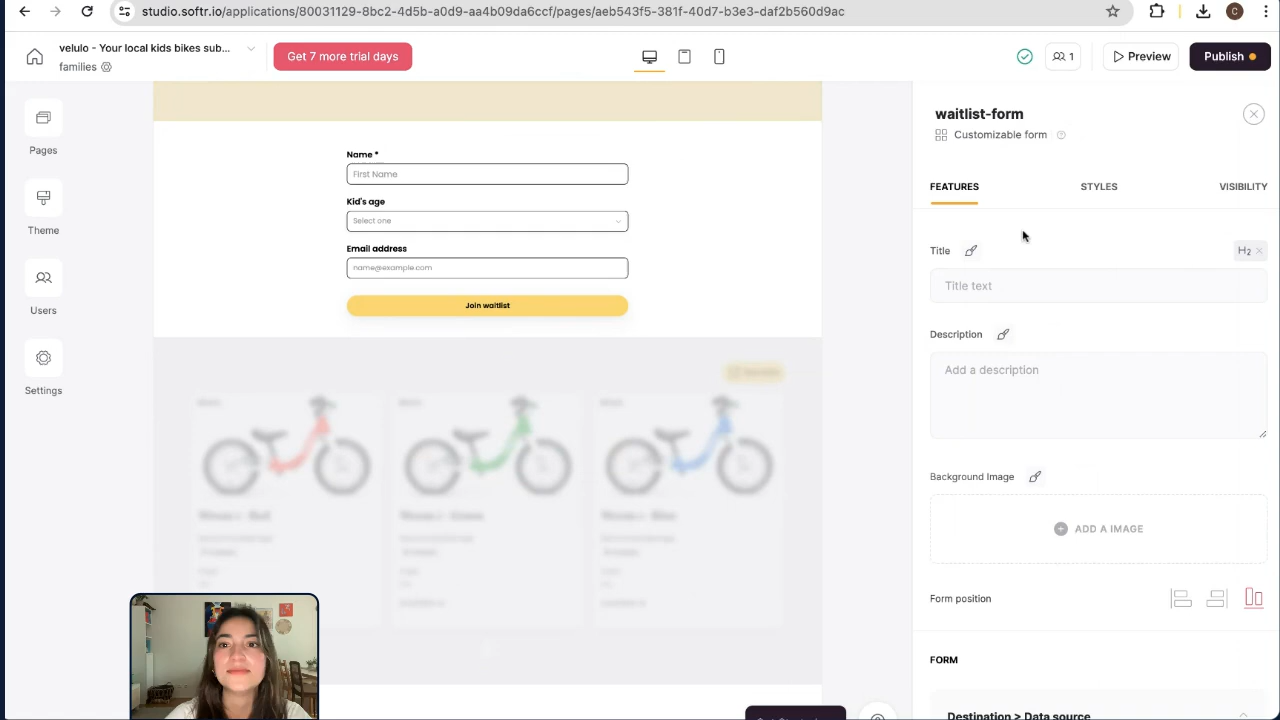 studio.softr.io/applications/80031129-8bc2-4d5b-a0d9-aa4b09da6ccf/pages/aeb543f5-381f-40d7-b3e3-daf2b560d9ac
C
velulo - Your local kids bikes sub...
families
Get 7 more trial days
1
Preview
Publish
Pages
Theme
Users
Settings
Name *
First Name
Kid's age
Select one
Email address
name@example.com
Join waitlist
waitlist-form
Customizable form
FEATURES
STYLES
VISIBILITY
Title
H2
Title text
Description
Add a description
Background Image
ADD A IMAGE
Form position
FORM
Destination > Data source